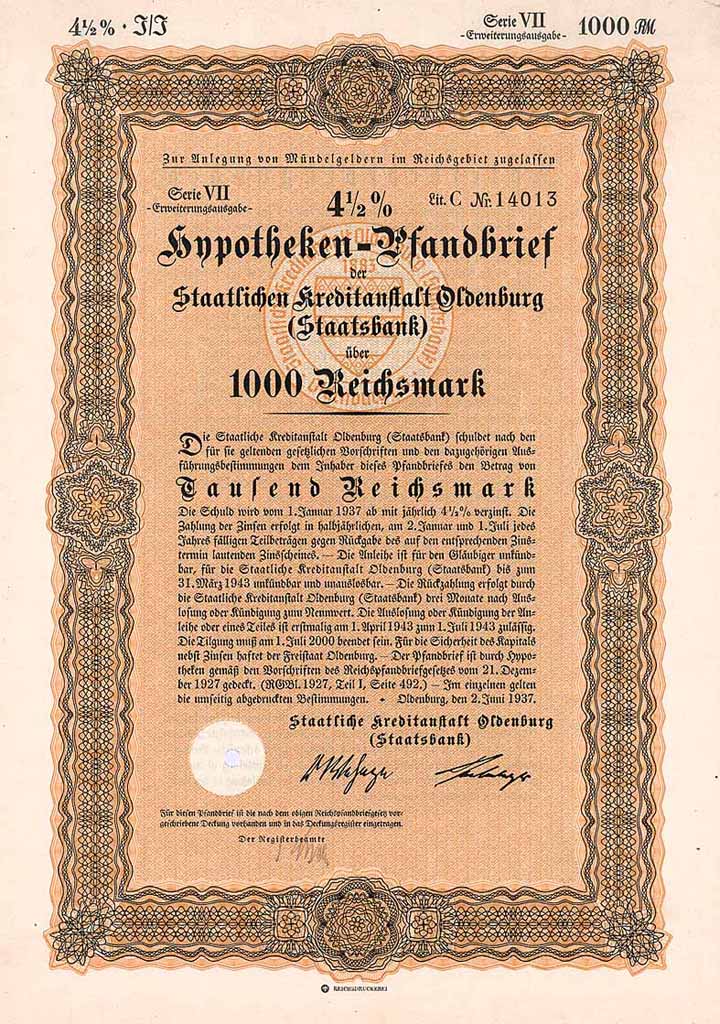 4½% · J/J
Serie VII
-Erweiterungsausgabe-
1000 RM
Zur Anlegung von Mündelgeldern im Reichsgebiet zugelassen
Serie VII
-Erweiterungsausgabe-
4½%
Lit. C Nr. 14013
Hypotheken-Pfandbrief
der
Staatlichen Kreditanstalt Oldenburg
(Staatsbank)
über
1000 Reichsmark
Die Staatliche Kreditanstalt Oldenburg (Staatsbank) schuldet nach den
für sie geltenden gesetzlichen Vorschriften und den dazugehörigen Aus-
führungsbestimmungen dem Inhaber dieses Pfandbriefes den Betrag von
Tausend Reichsmark
Die Schuld wird vom 1. Januar 1937 ab mit jährlich 4½% verzinst. Die
Zahlung der Zinsen erfolgt in halbjährlichen, am 2. Januar und 1. Juli jedes
Jahres fälligen Teilbeträgen gegen Rückgabe des auf den entsprechenden Zins-
termin lautenden Zinsscheines. — Die Anleihe ist für den Gläubiger unkünd-
bar, für die Staatliche Kreditanstalt Oldenburg (Staatsbank) bis zum
31. März 1943 unkündbar und unauslosbar. — Die Rückzahlung erfolgt durch
die Staatliche Kreditanstalt Oldenburg (Staatsbank) drei Monate nach Aus-
losung oder Kündigung zum Nennwert. Die Auslosung oder Kündigung der An-
leihe oder eines Teiles ist erstmalig am 1. April 1943 zum 1. Juli 1943 zulässig.
Die Tilgung muß am 1. Juli 2000 beendet sein. Für die Sicherheit des Kapitals
nebst Zinsen haftet der Freistaat Oldenburg. — Der Pfandbrief ist durch Hypo-
theken gemäß den Vorschriften des Reichspfandbriefgesetzes vom 21. Dezem-
ber 1927 gedeckt. (RGBl. 1927, Teil I, Seite 492.) — Im einzelnen gelten
die umseitig abgedruckten Bestimmungen. • Oldenburg, den 2. Juni 1937.
Staatliche Kreditanstalt Oldenburg
(Staatsbank)
Für diesen Pfandbrief ist die nach dem obigen Reichspfandbriefgesetz vor-
geschriebene Deckung vorhanden und in das Deckungsregister eingetragen.
Der Registerbeamte
REICHSDRUCKEREI